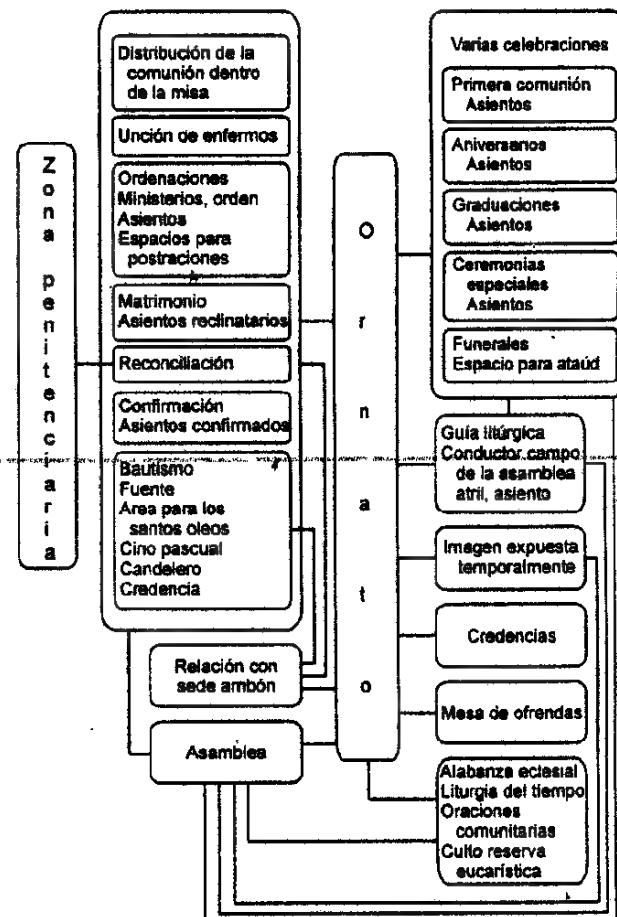 Zona penitenciaria
Distribución de la
comunión dentro
de la misa
Unción de enfermos
Ordenaciones
Ministerios, orden
Asientos
Espacios para
postraciones
Matrimonio
Asientos reclinatarios
Reconciliación
Confirmación
Asientos confirmados
Bautismo
Fuente
Area para los
santos oleos
Cino pascual
Candelero
Credencia
Relación con
sede ambón
Asamblea
Ornato
Varias celebraciones
Primera comunión
Asientos
Aniversarios
Asientos
Graduaciones
Asientos
Ceremonias
especiales
Asientos
Funerales
Espacio para ataúd
Guía litúrgica
Conductor campo
de la asamblea
atril, asiento
Imagen expuesta
temporalmente
Credencias
Mesa de ofrendas
Alabanza eclesial
Liturgia del tiempo
Oraciones
comunitarias
Culto reserva
eucarística